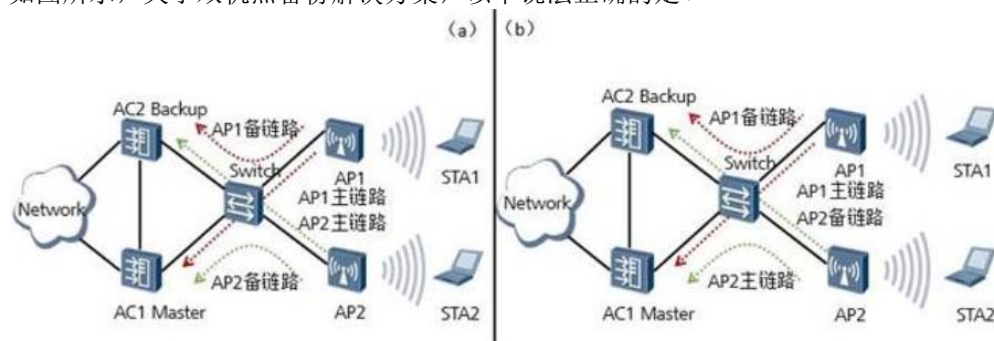 如图所示，关于双机热备份解决方案，以下说法正确的是？
(a)
AC2 Backup
AP1备链路
Switch
AP1
STA1
AP1主链路
AP2主链路
Network
AP2备链路
AC1 Master
AP2
STA2
(b)
AC2 Backup
AP1备链路
Switch
AP1
STA1
AP1主链路
AP2备链路
Network
AP2主链路
AC1 Master
AP2
STA2